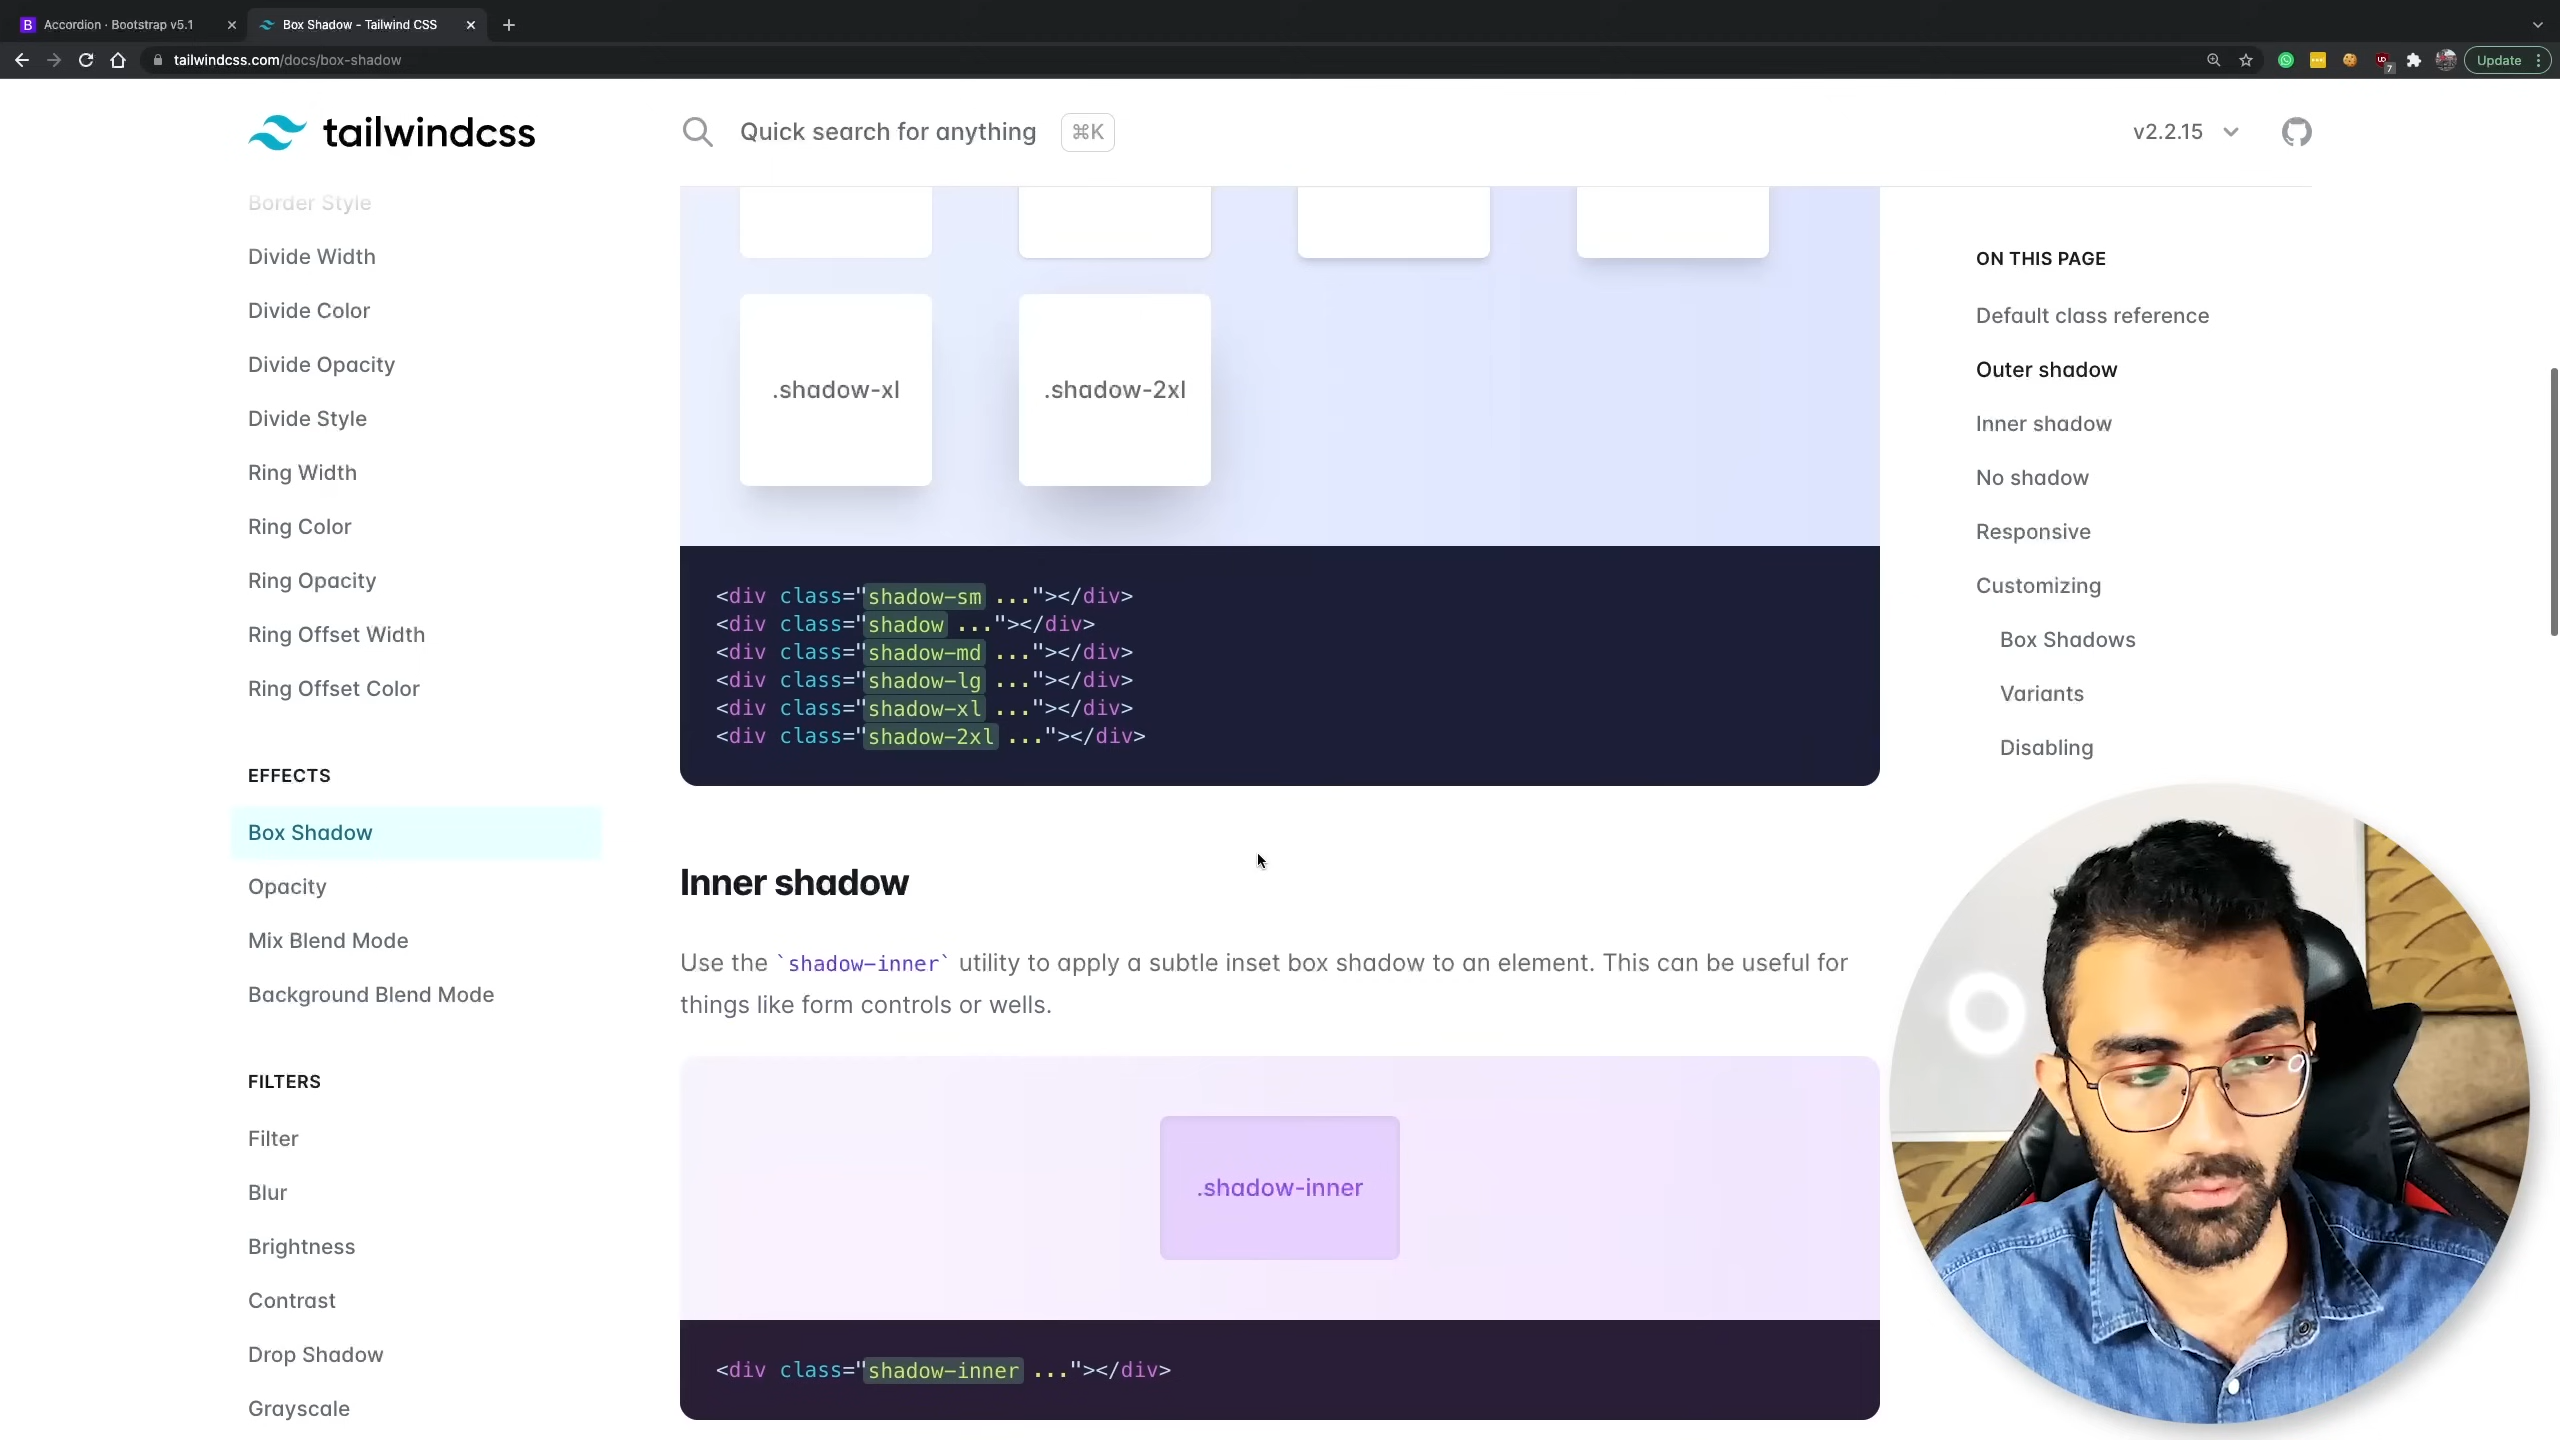 Accordion · Bootstrap v5.1
Box Shadow - Tailwind CSS
tailwindcss.com/docs/box-shadow
7
Update
tailwindcss
Quick search for anything
⌘K
v2.2.15
Border Style
Divide Width
Divide Color
Divide Opacity
Divide Style
Ring Width
Ring Color
Ring Opacity
Ring Offset Width
Ring Offset Color
EFFECTS
Box Shadow
Opacity
Mix Blend Mode
Background Blend Mode
FILTERS
Filter
Blur
Brightness
Contrast
Drop Shadow
Grayscale
.shadow-xl
.shadow-2xl
<div class="shadow-sm ..."></div>
<div class="shadow ..."></div>
<div class="shadow-md ..."></div>
<div class="shadow-lg ..."></div>
<div class="shadow-xl ..."></div>
<div class="shadow-2xl ..."></div>
Inner shadow
Use the `shadow-inner` utility to apply a subtle inset box shadow to an element. This can be useful for
things like form controls or wells.
.shadow-inner
<div class="shadow-inner ..."></div>
ON THIS PAGE
Default class reference
Outer shadow
Inner shadow
No shadow
Responsive
Customizing
Box Shadows
Variants
Disabling